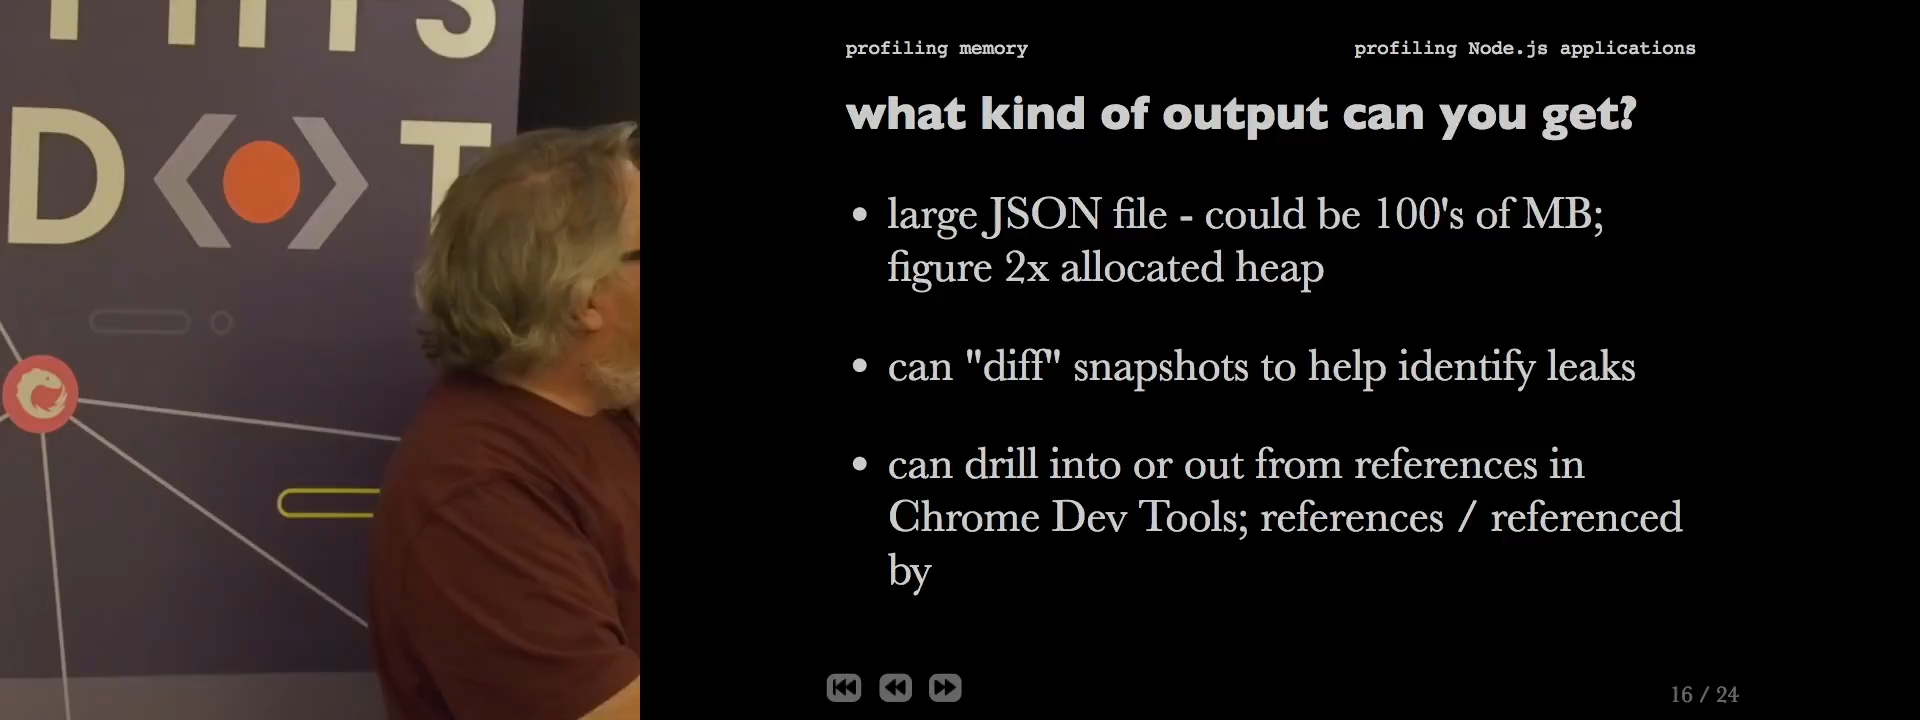 D T
profiling memory
profiling Node.js applications
what kind of output can you get?
• large JSON file - could be 100's of MB;
figure 2x allocated heap
• can "diff" snapshots to help identify leaks
• can drill into or out from references in
Chrome Dev Tools; references / referenced
by
16 / 24